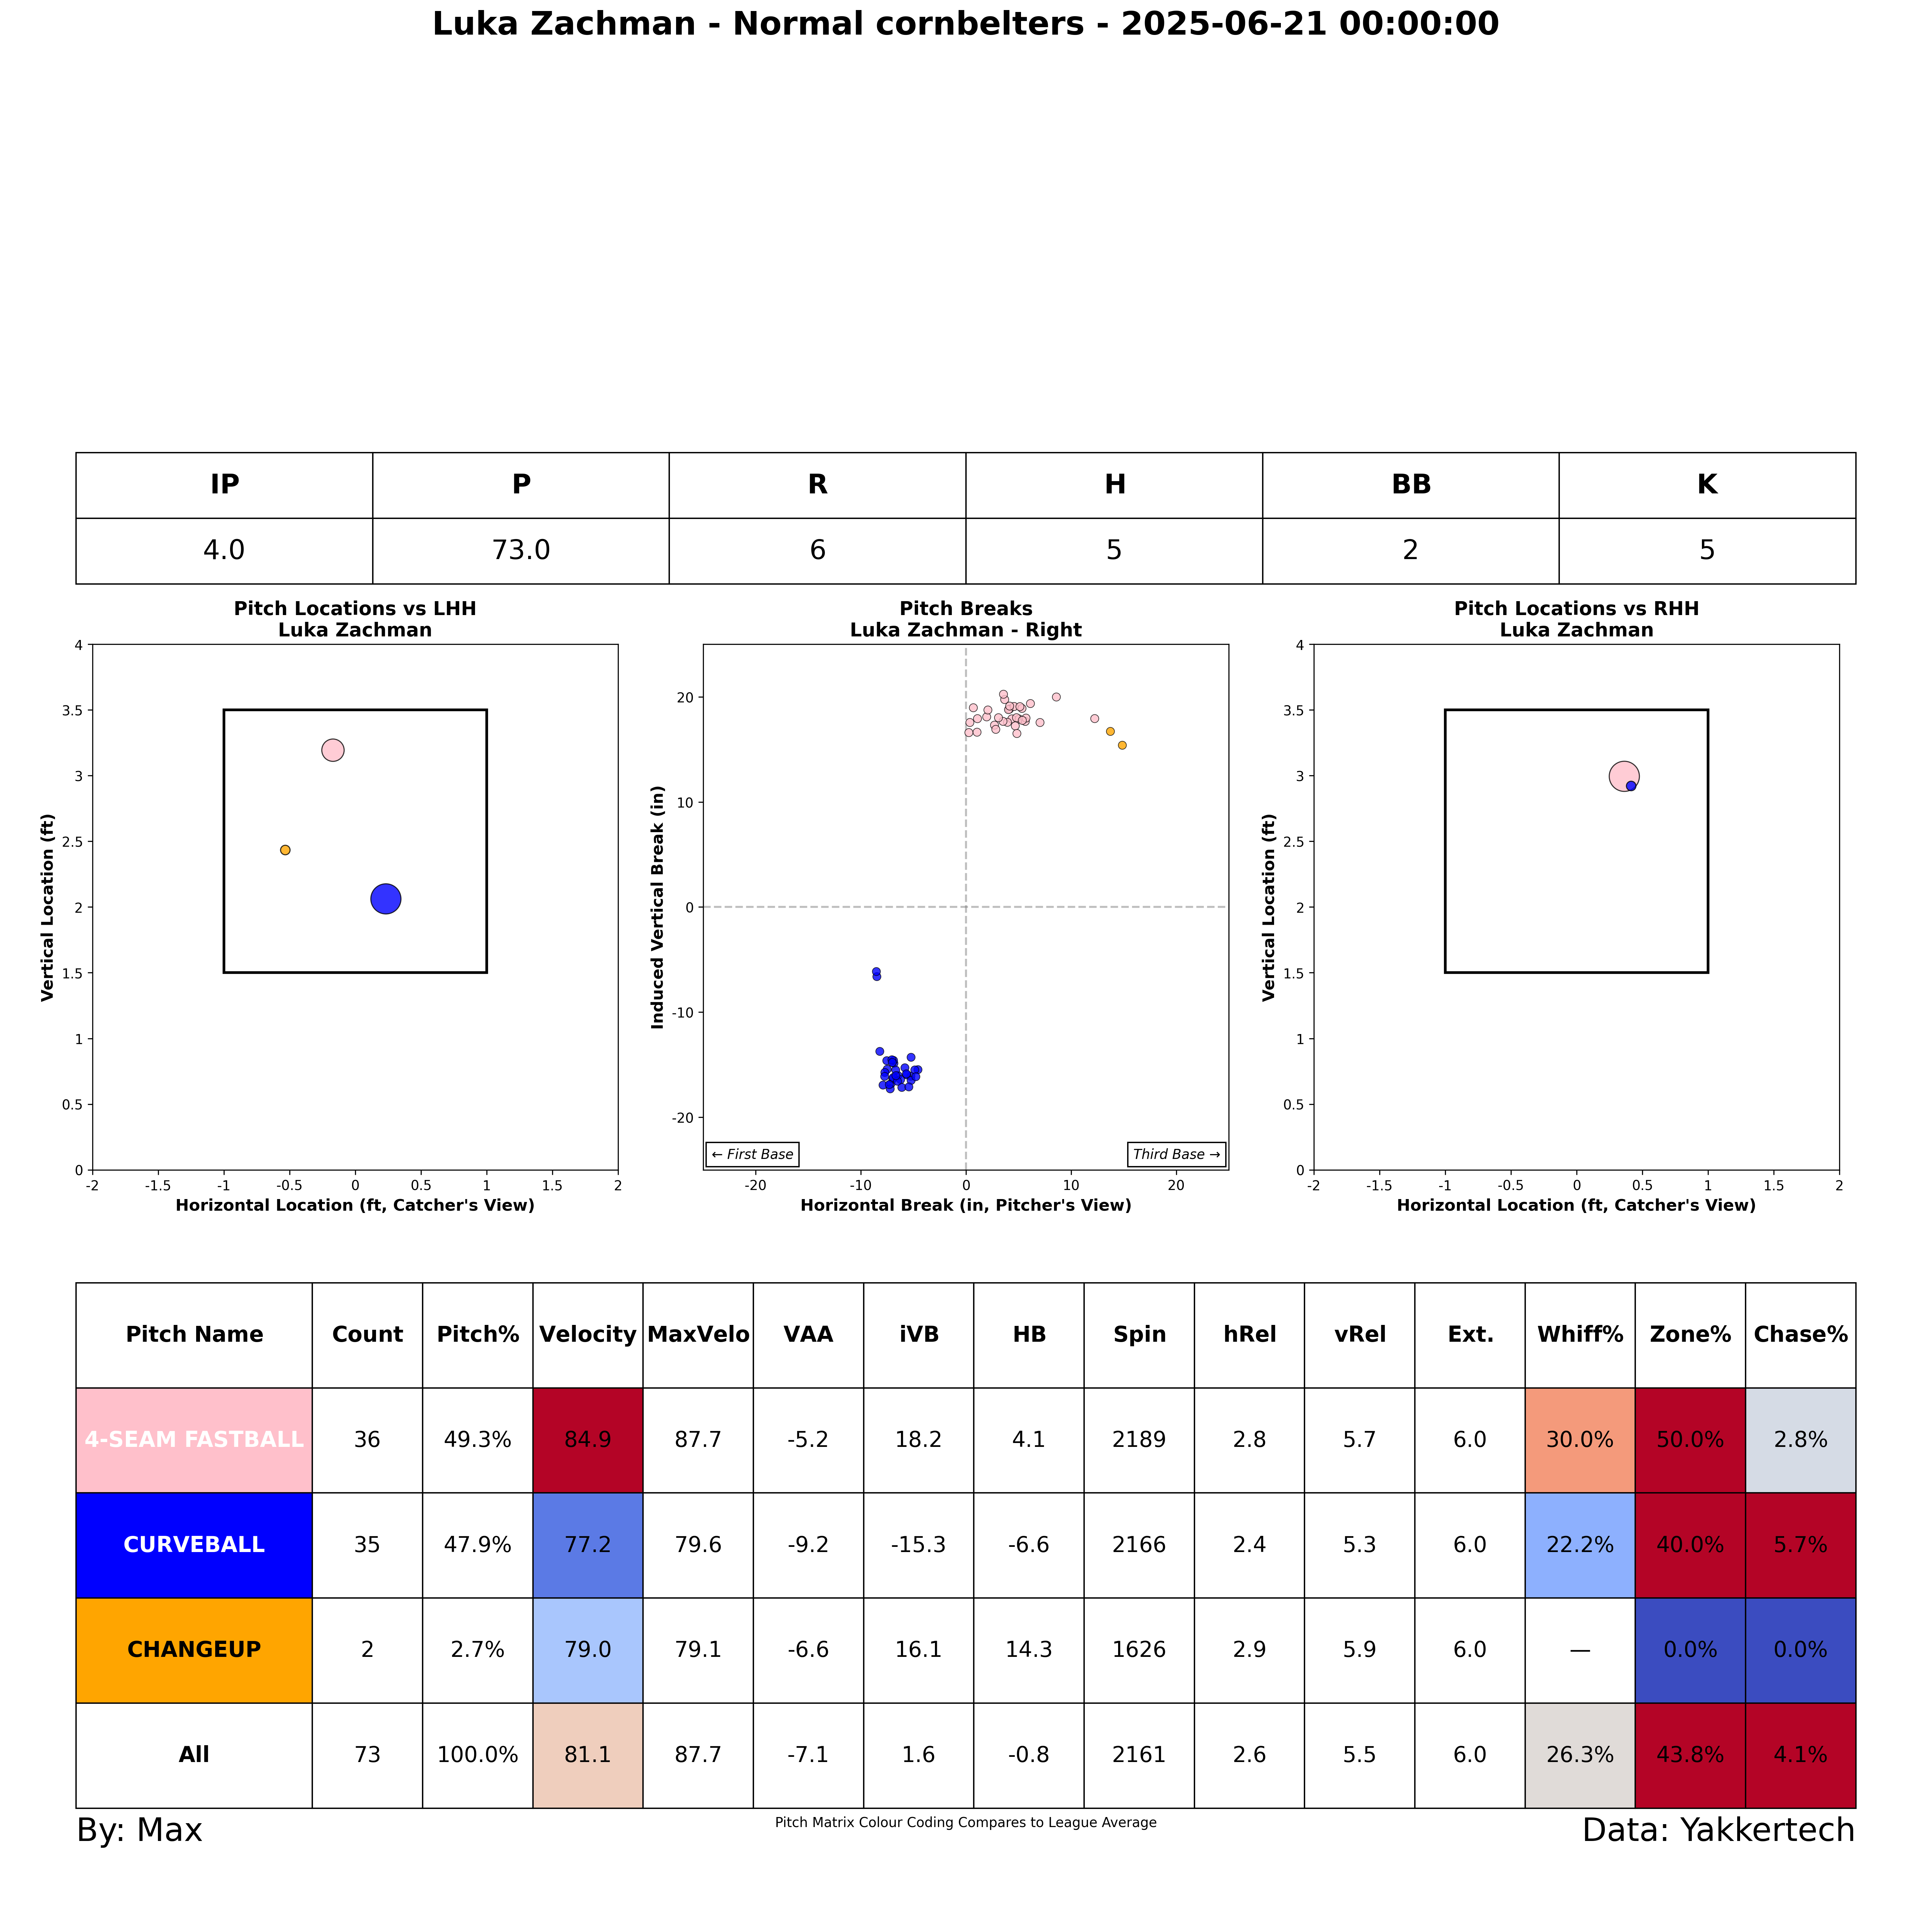 Luka Zachman - Normal cornbelters - 2025-06-21 00:00:00
IP P R H BB K
4.0 73.0 6 5 2 5
Pitch Locations vs LHH
Luka Zachman
4
3.5
3
2.5
2
1.5
1
0.5
0
-2 -1.5 -1 -0.5 0 0.5 1 1.5 2
Vertical Location (ft)
Horizontal Location (ft, Catcher's View)
Pitch Breaks
Luka Zachman - Right
20
10
0
-10
-20
← First Base
Third Base →
-20 -10 0 10 20
Induced Vertical Break (in)
Horizontal Break (in, Pitcher's View)
Pitch Locations vs RHH
Luka Zachman
4
3.5
3
2.5
2
1.5
1
0.5
0
-2 -1.5 -1 -0.5 0 0.5 1 1.5 2
Vertical Location (ft)
Horizontal Location (ft, Catcher's View)
Pitch Name Count Pitch% Velocity MaxVelo VAA iVB HB Spin hRel vRel Ext. Whiff% Zone% Chase%
4-SEAM FASTBALL 36 49.3% 84.9 87.7 -5.2 18.2 4.1 2189 2.8 5.7 6.0 30.0% 50.0% 2.8%
CURVEBALL 35 47.9% 77.2 79.6 -9.2 -15.3 -6.6 2166 2.4 5.3 6.0 22.2% 40.0% 5.7%
CHANGEUP 2 2.7% 79.0 79.1 -6.6 16.1 14.3 1626 2.9 5.9 6.0 — 0.0% 0.0%
All 73 100.0% 81.1 87.7 -7.1 1.6 -0.8 2161 2.6 5.5 6.0 26.3% 43.8% 4.1%
By: Max
Pitch Matrix Colour Coding Compares to League Average
Data: Yakkertech